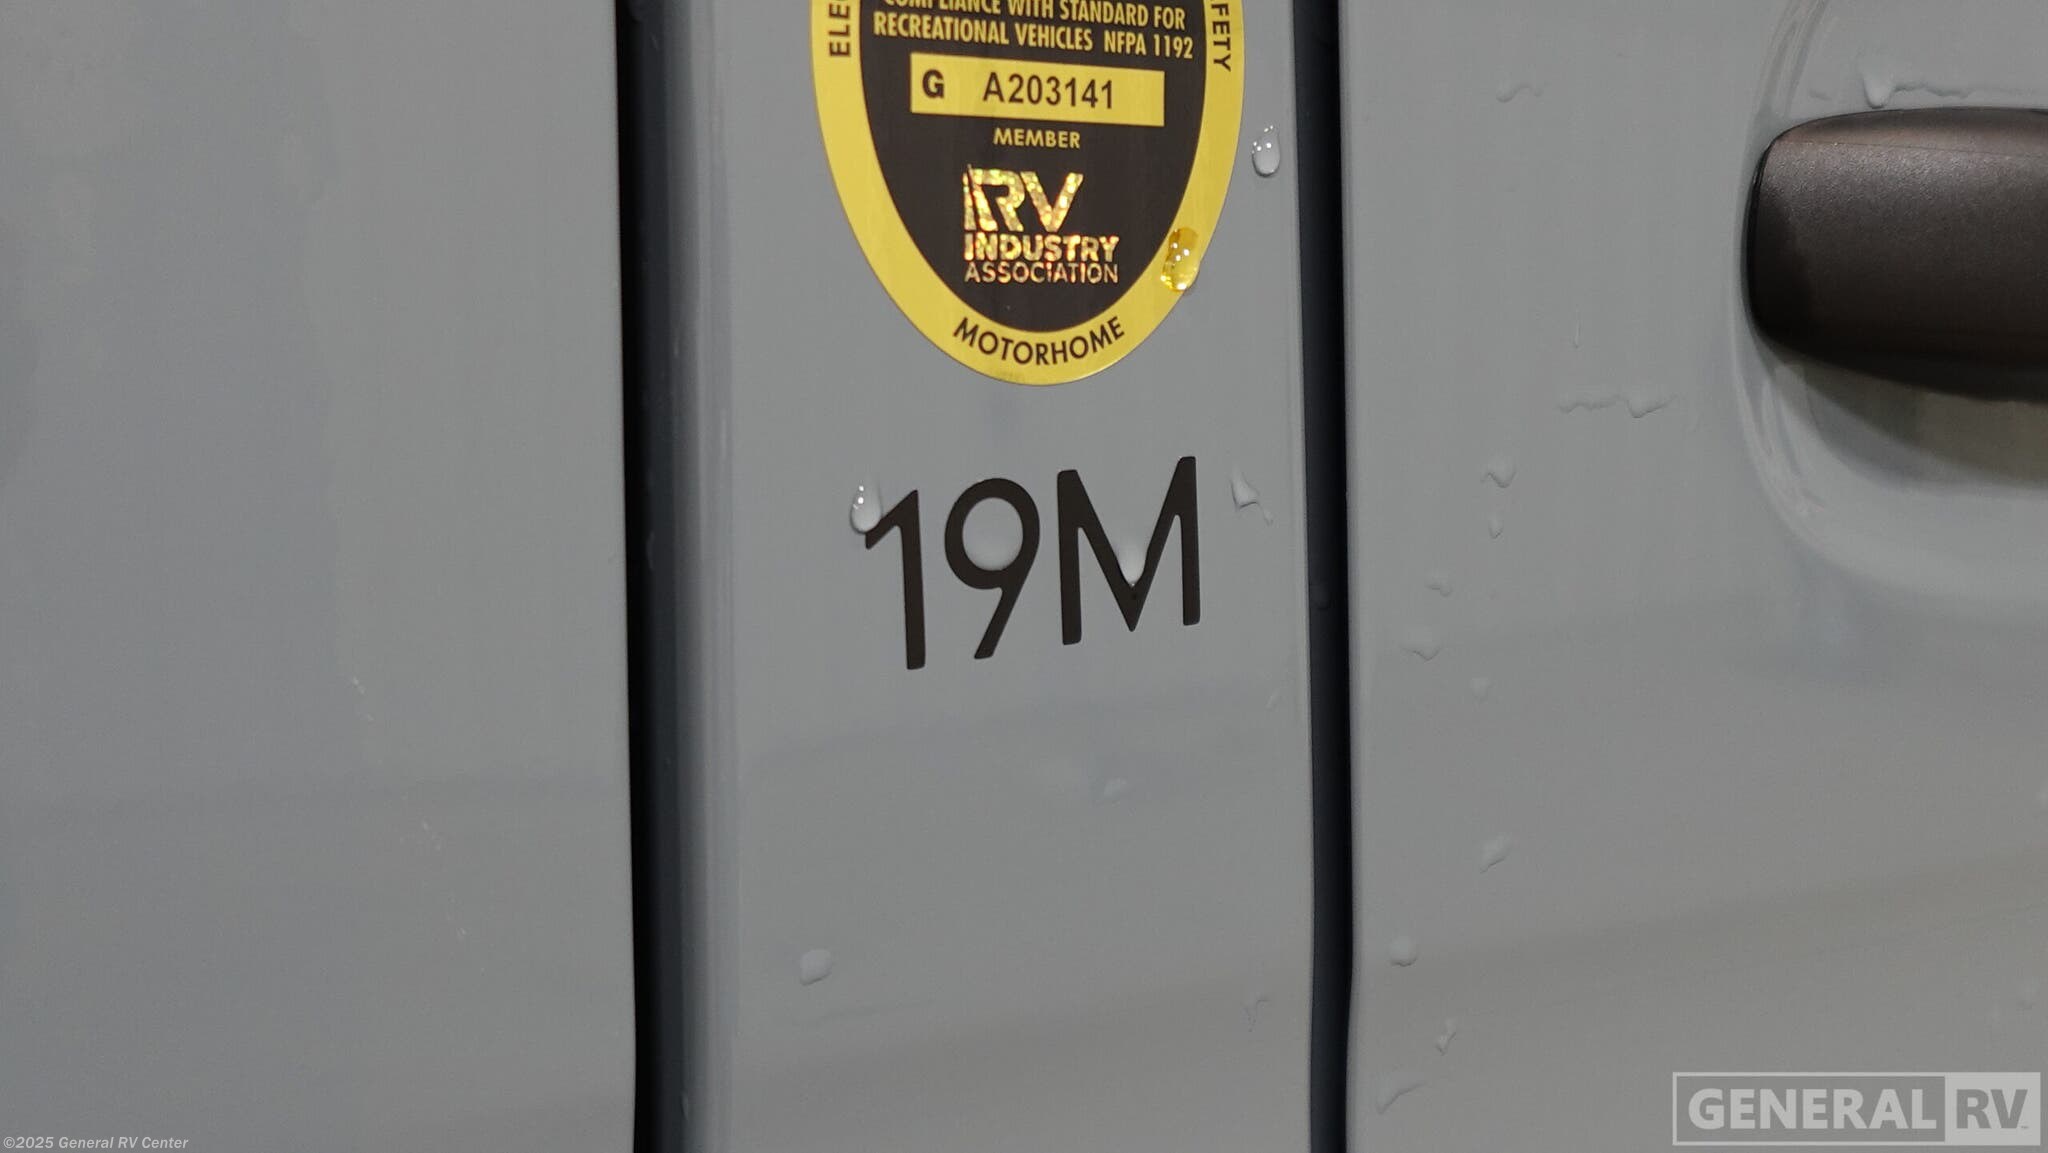 COMPLIANCE WITH STANDARD FOR
RECREATIONAL VEHICLES NFPA 1192
G A203141
MEMBER
RV
INDUSTRY
ASSOCIATION
MOTORHOME
19M
GENERAL RV
©2025 General RV Center